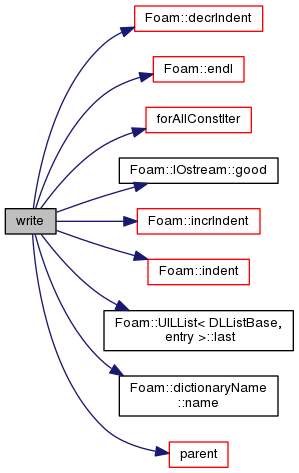 Foam::decrIndent
Foam::endl
forAllConstIter
Foam::IOstream::good
write
Foam::incrIndent
Foam::indent
Foam::UILList< DLListBase,
entry >::last
Foam::dictionaryName
::name
parent